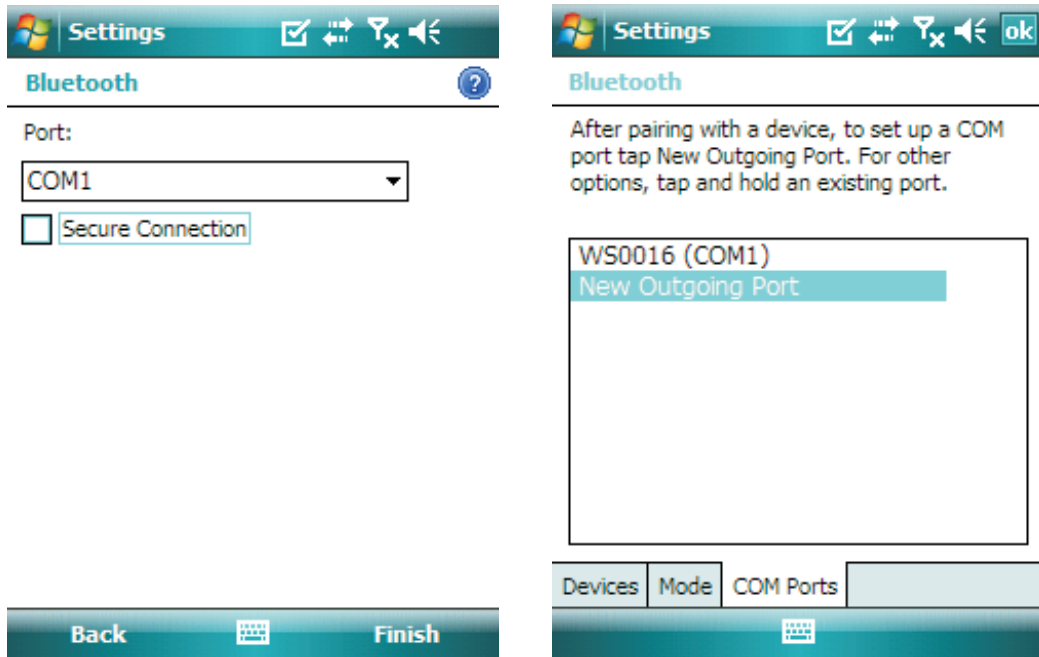 Settings
Bluetooth
Port:
COM1
Secure Connection
Back
Finish
Settings
ok
Bluetooth
After pairing with a device, to set up a COM
port tap New Outgoing Port. For other
options, tap and hold an existing port.
WS0016 (COM1)
New Outgoing Port
Devices
Mode
COM Ports